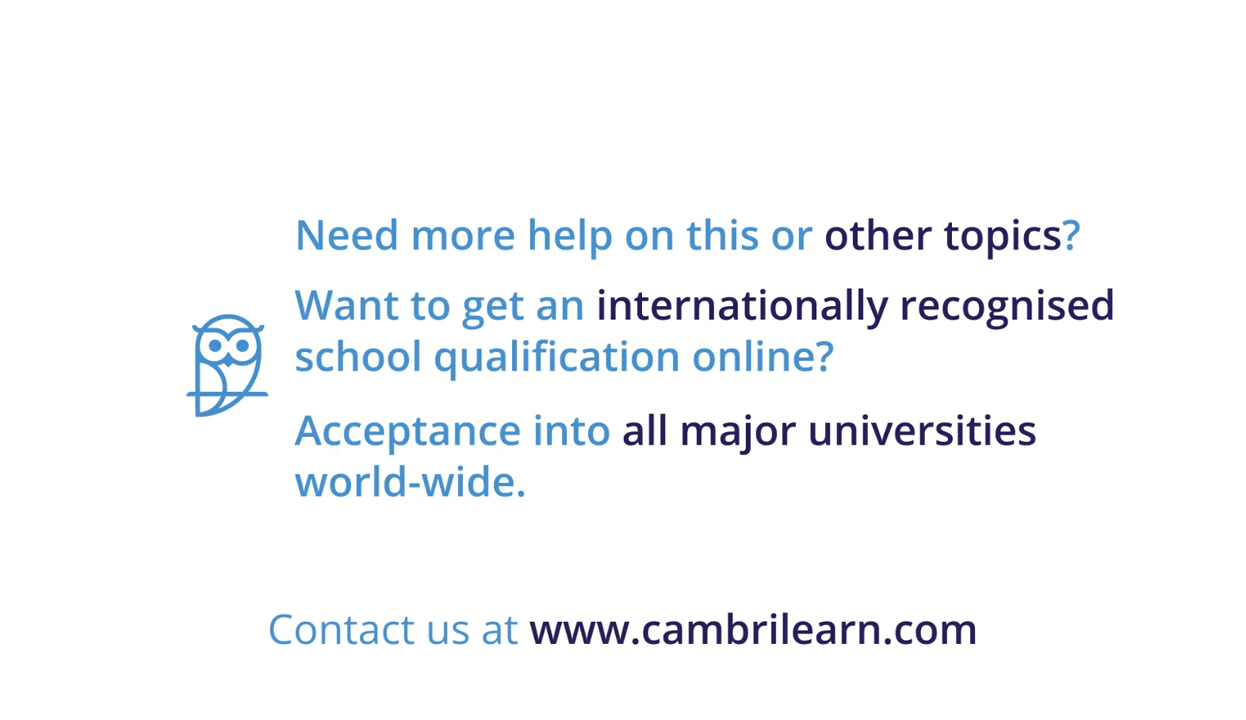 Need more help on this or other topics?
Want to get an internationally recognised
school qualification online?
Acceptance into all major universities
world-wide.
Contact us at www.cambrilearn.com